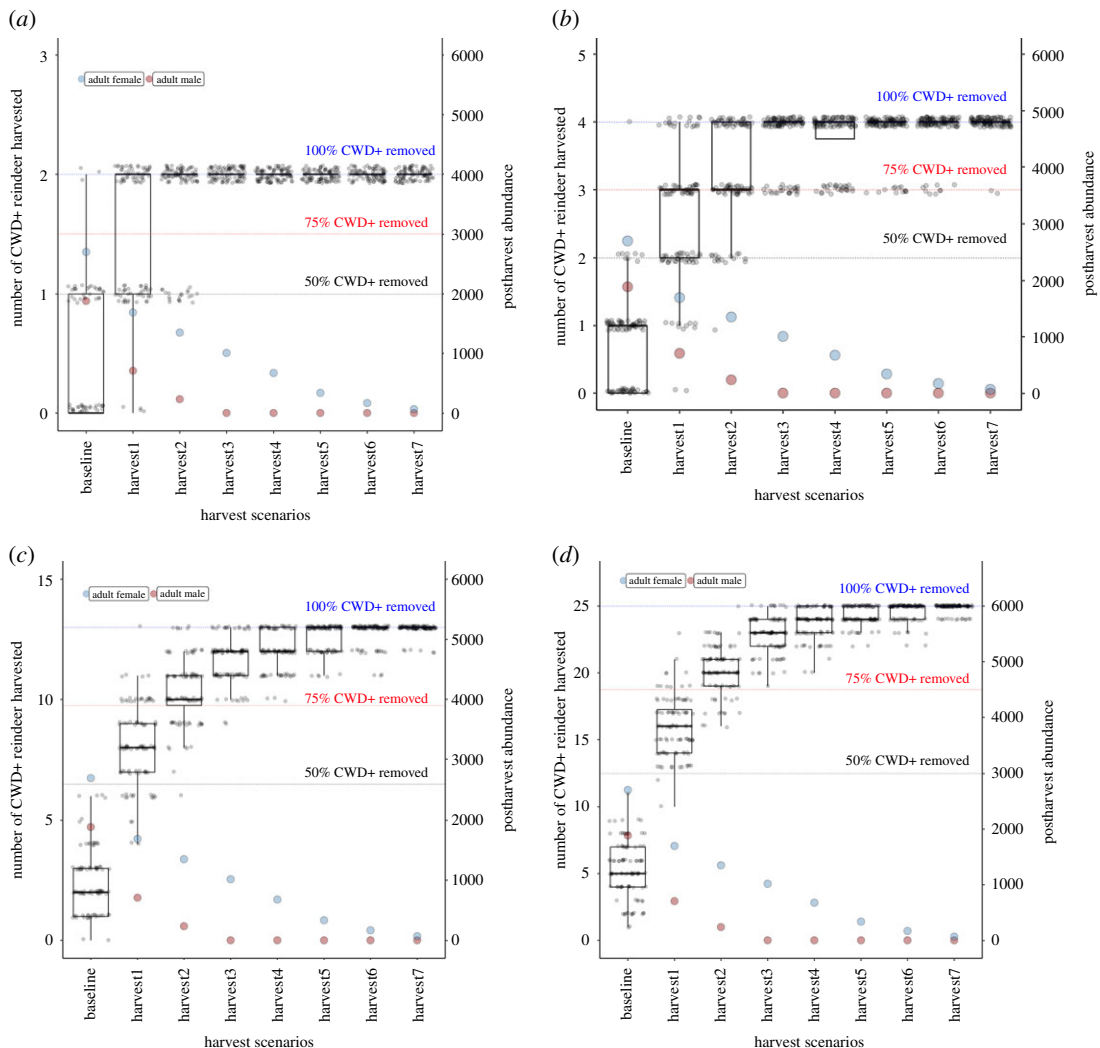 (a)
number of CWD+ reindeer harvested
3
2
1
0
adult female
adult male
100% CWD+ removed
75% CWD+ removed
50% CWD+ removed
6000
5000
4000
3000
2000
1000
0
postharvest abundance
baseline
harvest1
harvest2
harvest3
harvest4
harvest5
harvest6
harvest7
harvest scenarios
(b)
number of CWD+ reindeer harvested
5
4
3
2
1
0
100% CWD+ removed
75% CWD+ removed
50% CWD+ removed
6000
5000
4000
3000
2000
1000
0
postharvest abundance
baseline
harvest1
harvest2
harvest3
harvest4
harvest5
harvest6
harvest7
harvest scenarios
(c)
number of CWD+ reindeer harvested
15
10
5
0
adult female
adult male
100% CWD+ removed
75% CWD+ removed
50% CWD+ removed
6000
5000
4000
3000
2000
1000
0
postharvest abundance
baseline
harvest1
harvest2
harvest3
harvest4
harvest5
harvest6
harvest7
harvest scenarios
(d)
number of CWD+ reindeer harvested
25
20
15
10
5
0
adult female
adult male
100% CWD+ removed
75% CWD+ removed
50% CWD+ removed
6000
5000
4000
3000
2000
1000
0
postharvest abundance
baseline
harvest1
harvest2
harvest3
harvest4
harvest5
harvest6
harvest7
harvest scenarios